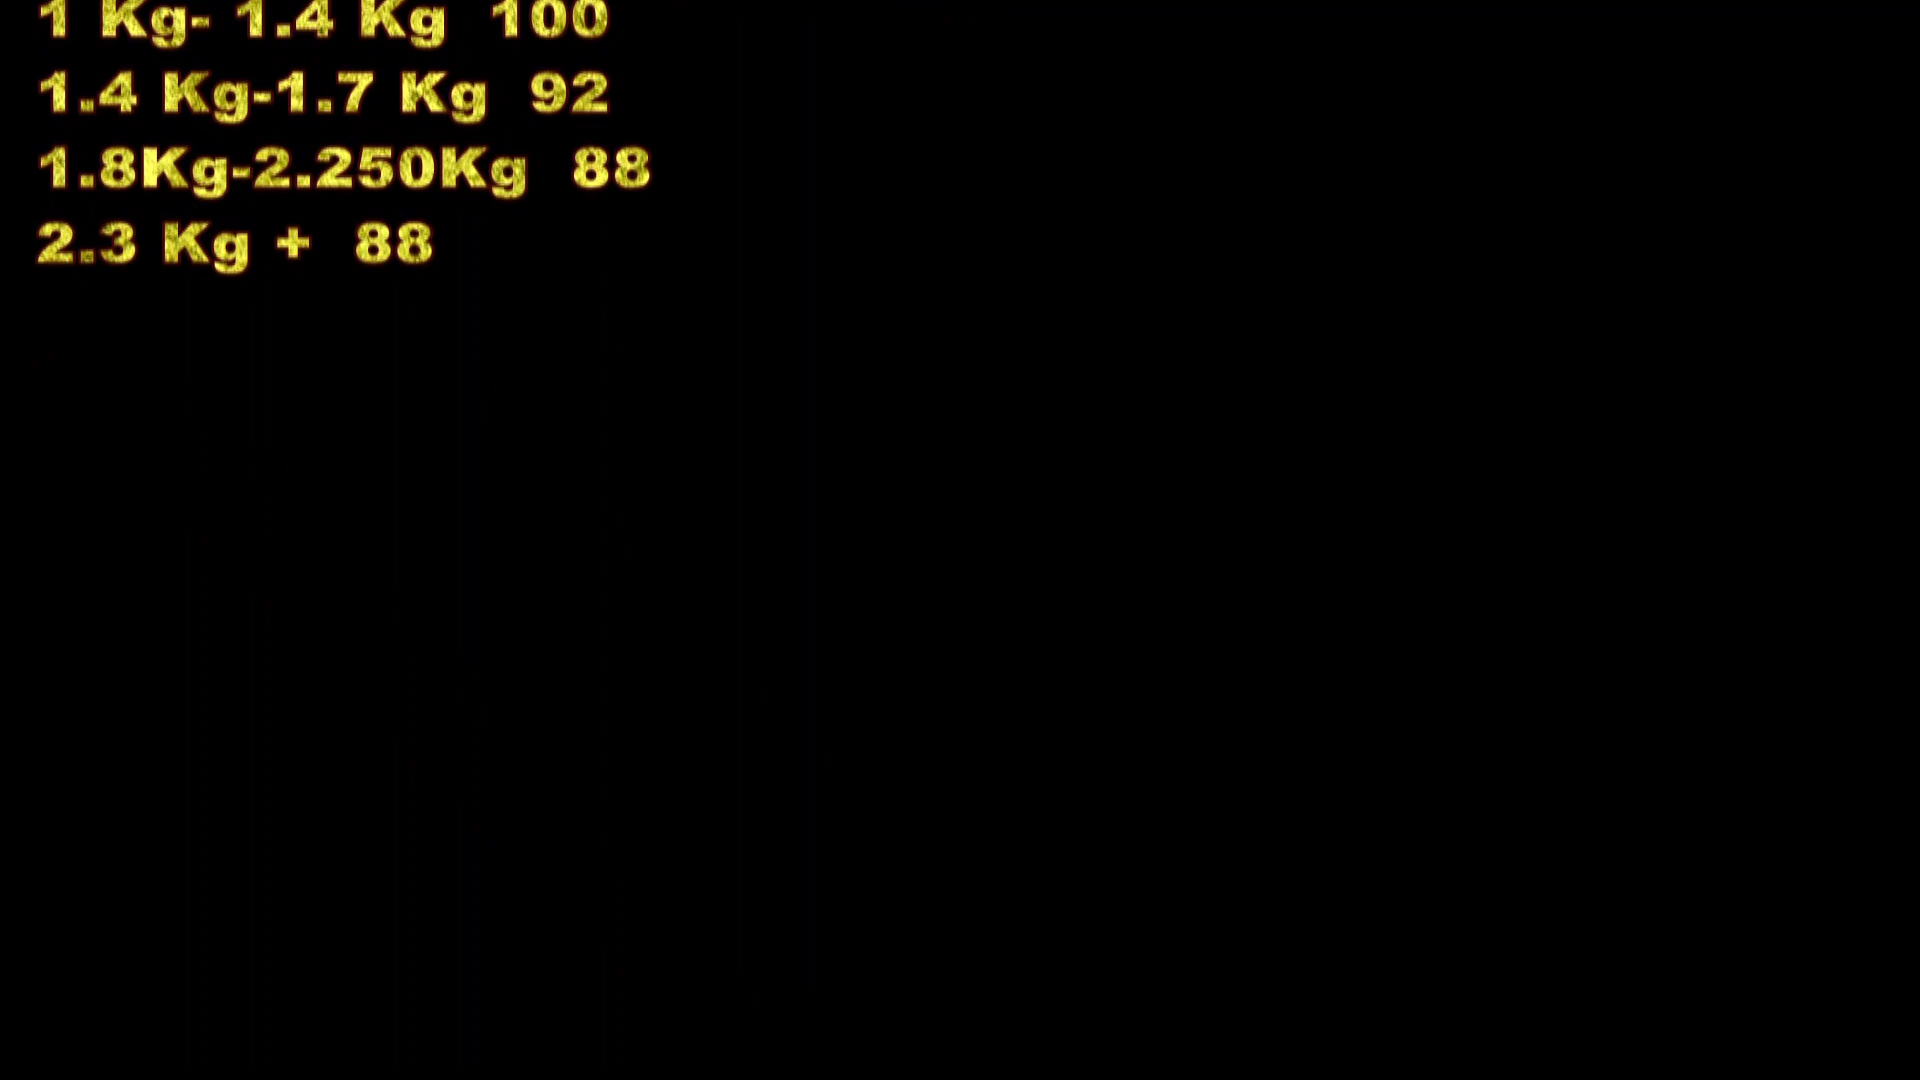 1 Kg- 1.4 Kg  100
1.4 Kg-1.7 Kg  92
1.8Kg-2.250Kg  88
2.3 Kg +  88